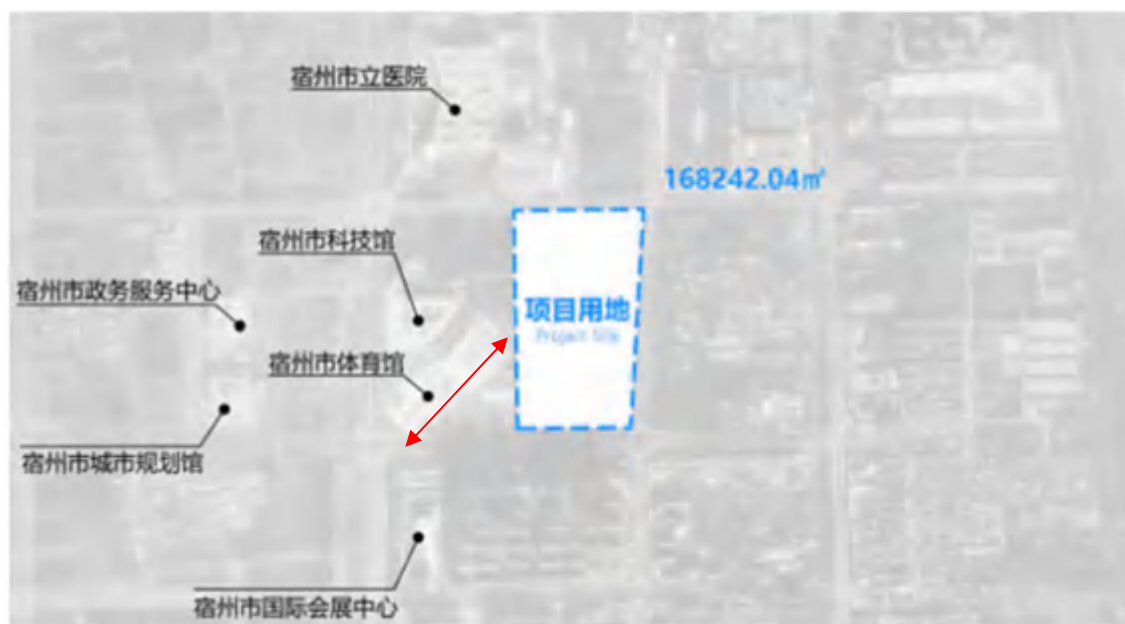 宿州市立医院
168242.04㎡
宿州市科技馆
宿州市政务服务中心
项目用地
Project Site
宿州市体育馆
宿州市城市规划馆
宿州市国际会展中心